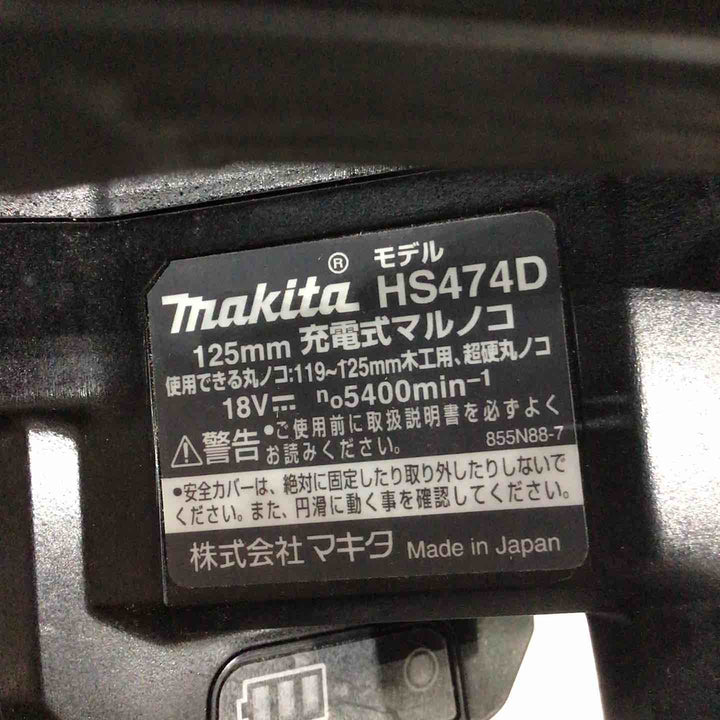 モデル
makita® HS474D
125mm 充電式マルノコ
使用できる丸ノコ:119~125mm木工用、超硬丸ノコ
18V⎓ n₀5400min⁻¹
⚠警告 •ご使用前に取扱説明書を必ずよく
お読みください。 855N88-7
•安全カバーは、絶対に固定したり取り外したりしないで
ください。また、円滑に動く事を確認してください。
株式会社マキタ Made in Japan